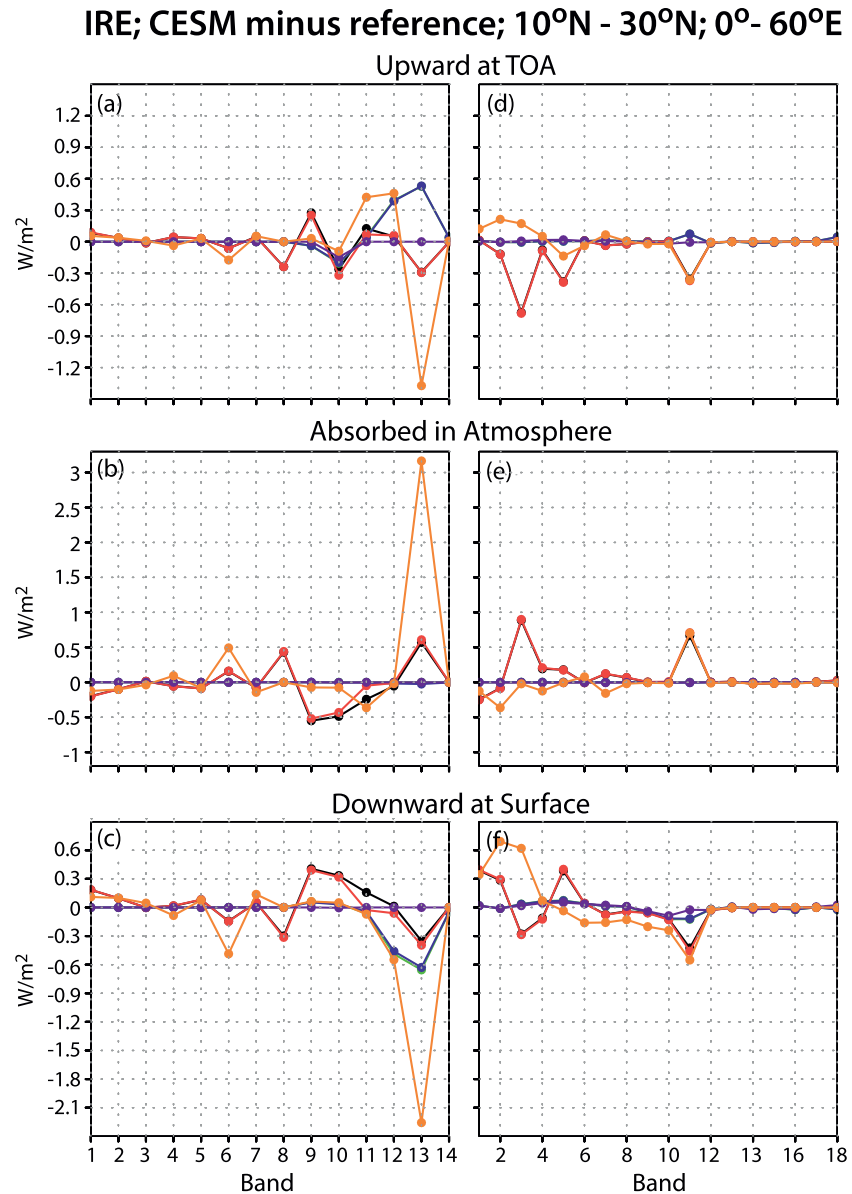 IRE; CESM minus reference; 10ºN - 30ºN; 0º- 60ºE
Upward at TOA
(a)
(d)
1.2
0.9
0.6
0.3
0
-0.3
-0.6
-0.9
-1.2
W/m²
Absorbed in Atmosphere
(b)
(e)
3
2.5
2
1.5
1
0.5
0
-0.5
-1
W/m²
Downward at Surface
(c)
(f)
0.6
0.3
0
-0.3
-0.6
-0.9
-1.2
-1.5
-1.8
-2.1
W/m²
1 2 3 4 5 6 7 8 9 10 11 12 13 14
2 4 6 8 10 12 14 16 18
Band
Band